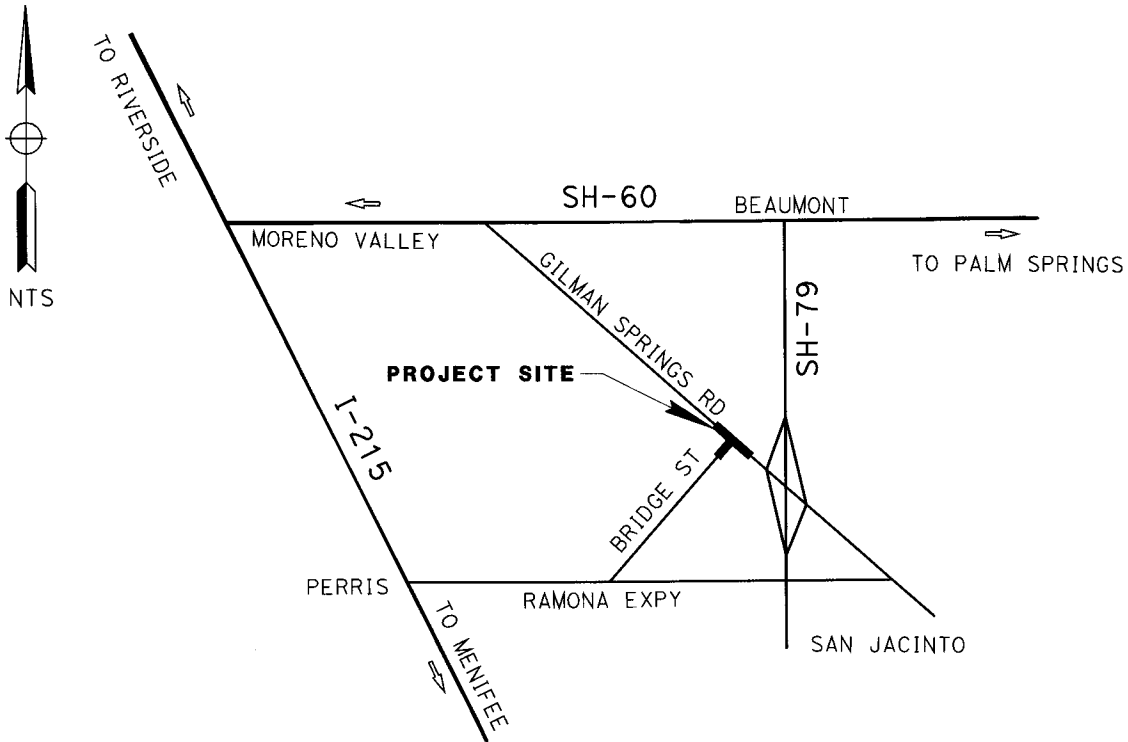 TO RIVERSIDE
SH-60
BEAUMONT
MORENO VALLEY
TO PALM SPRINGS
NTS
GILMAN SPRINGS RD
SH-79
PROJECT SITE
I-215
BRIDGE ST
PERRIS
RAMONA EXPY
TO MENIFEE
SAN JACINTO